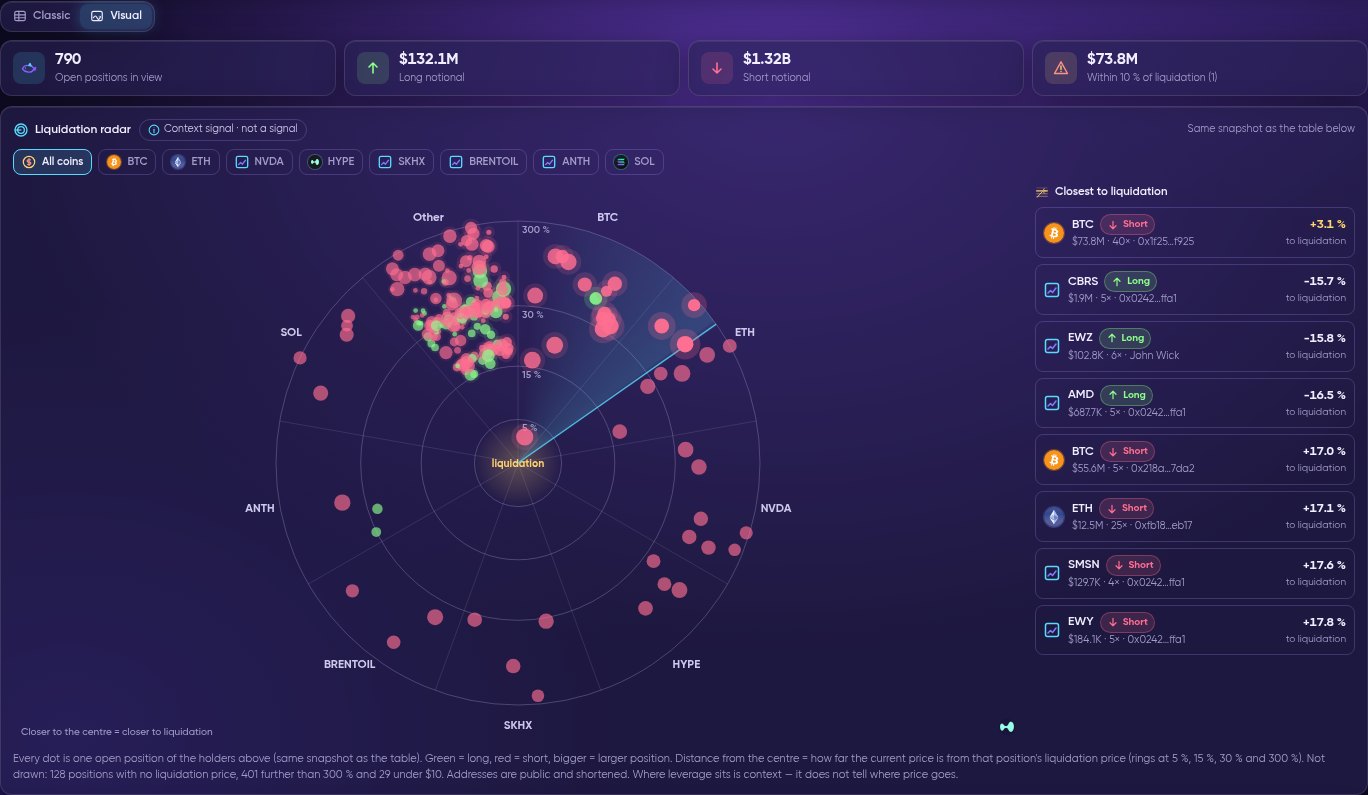 Classic Visual
790
Open positions in view
$132.1M
Long notional
$1.32B
Short notional
$73.8M
Within 10 % of liquidation (1)
Liquidation radar Context signal · not a signal
Same snapshot as the table below
All coins BTC ETH NVDA HYPE SKHX BRENTOIL ANTH SOL
Other
BTC
ETH
NVDA
HYPE
SKHX
BRENTOIL
ANTH
SOL
300 %
30 %
15 %
5 %
liquidation
Closer to the centre = closer to liquidation
Closest to liquidation
BTC Short +3.1 %
$73.8M · 40× · 0x1f25…f925 to liquidation
CBRS Long -15.7 %
$1.9M · 5× · 0x0242…ffa1 to liquidation
EWZ Long -15.8 %
$102.8K · 6× · John Wick to liquidation
AMD Long -16.5 %
$687.7K · 5× · 0x0242…ffa1 to liquidation
BTC Short +17.0 %
$55.6M · 5× · 0x218a…7da2 to liquidation
ETH Short +17.1 %
$12.5M · 25× · 0xfb18…eb17 to liquidation
SMSN Short +17.6 %
$129.7K · 4× · 0x0242…ffa1 to liquidation
EWY Short +17.8 %
$184.1K · 5× · 0x0242…ffa1 to liquidation
Every dot is one open position of the holders above (same snapshot as the table). Green = long, red = short, bigger = larger position. Distance from the centre = how far the current price is from that position's liquidation price (rings at 5 %, 15 %, 30 % and 300 %). Not
drawn: 128 positions with no liquidation price, 401 further than 300 % and 29 under $10. Addresses are public and shortened. Where leverage sits is context — it does not tell where price goes.